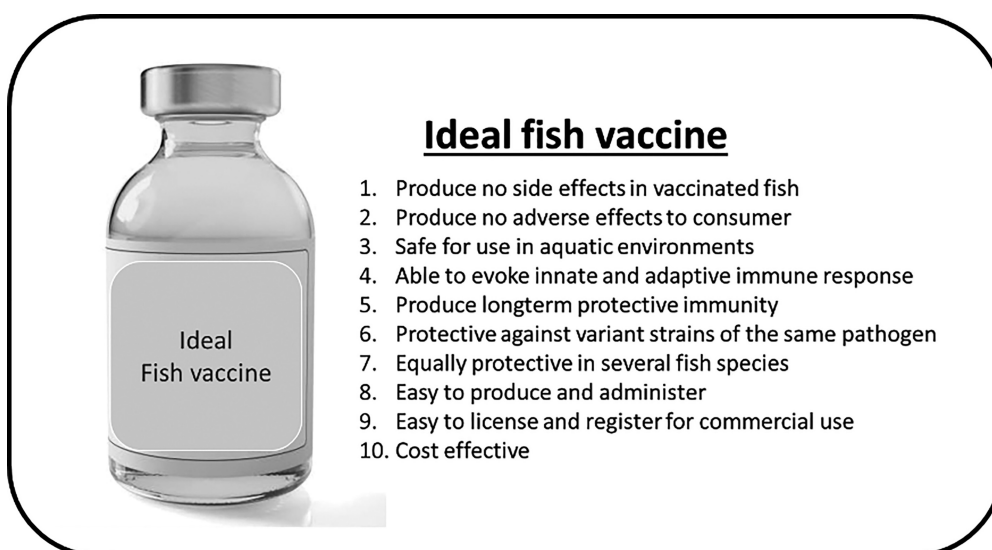 Ideal fish vaccine
1. Produce no side effects in vaccinated fish
2. Produce no adverse effects to consumer
3. Safe for use in aquatic environments
4. Able to evoke innate and adaptive immune response
5. Produce longterm protective immunity
6. Protective against variant strains of the same pathogen
7. Equally protective in several fish species
8. Easy to produce and administer
9. Easy to license and register for commercial use
10. Cost effective
Ideal
Fish vaccine